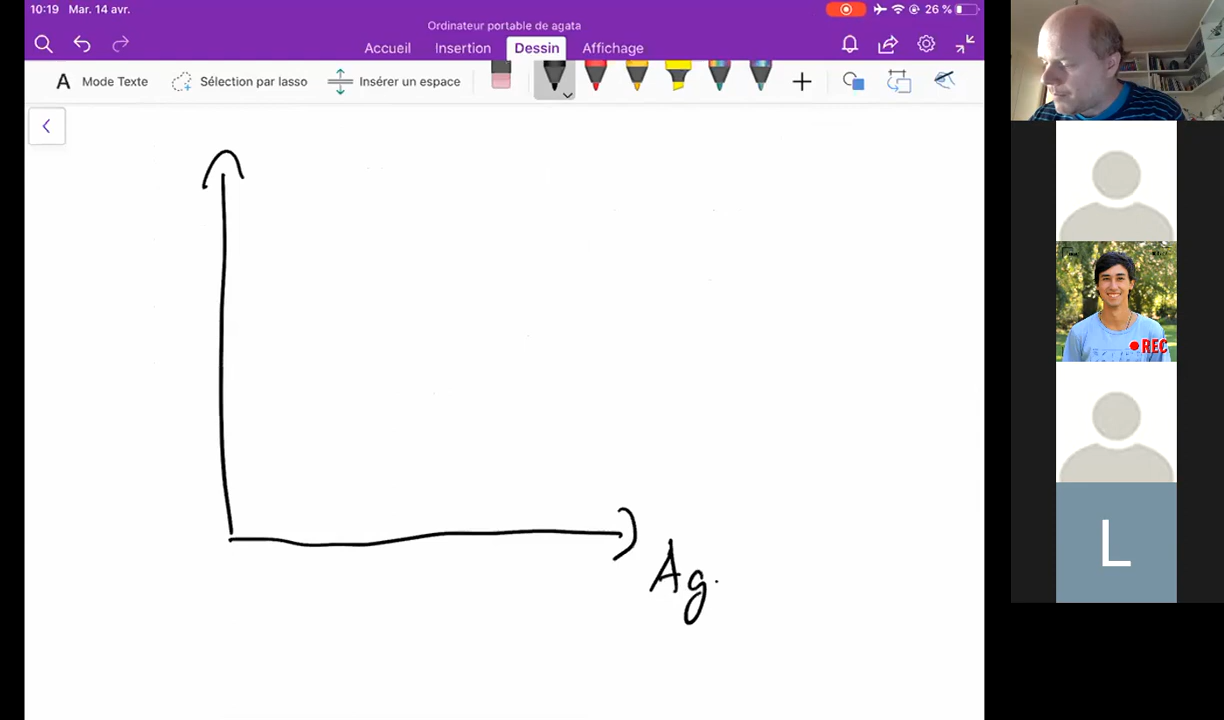 10:19 Mar. 14 avr. 26 %
Ordinateur portable de agata
Accueil Insertion Dessin Affichage
A Mode Texte Sélection par lasso Insérer un espace
REC
L
Ag.